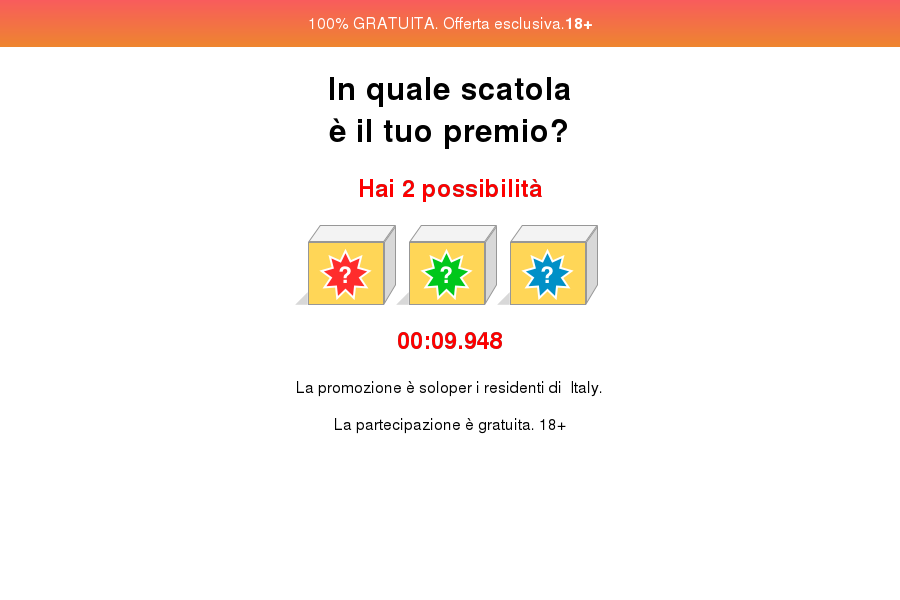 100% GRATUITA. Offerta esclusiva.18+
In quale scatola
è il tuo premio?
Hai 2 possibilità
? ? ?
00:09.948
La promozione è soloper i residenti di Italy.
La partecipazione è gratuita. 18+